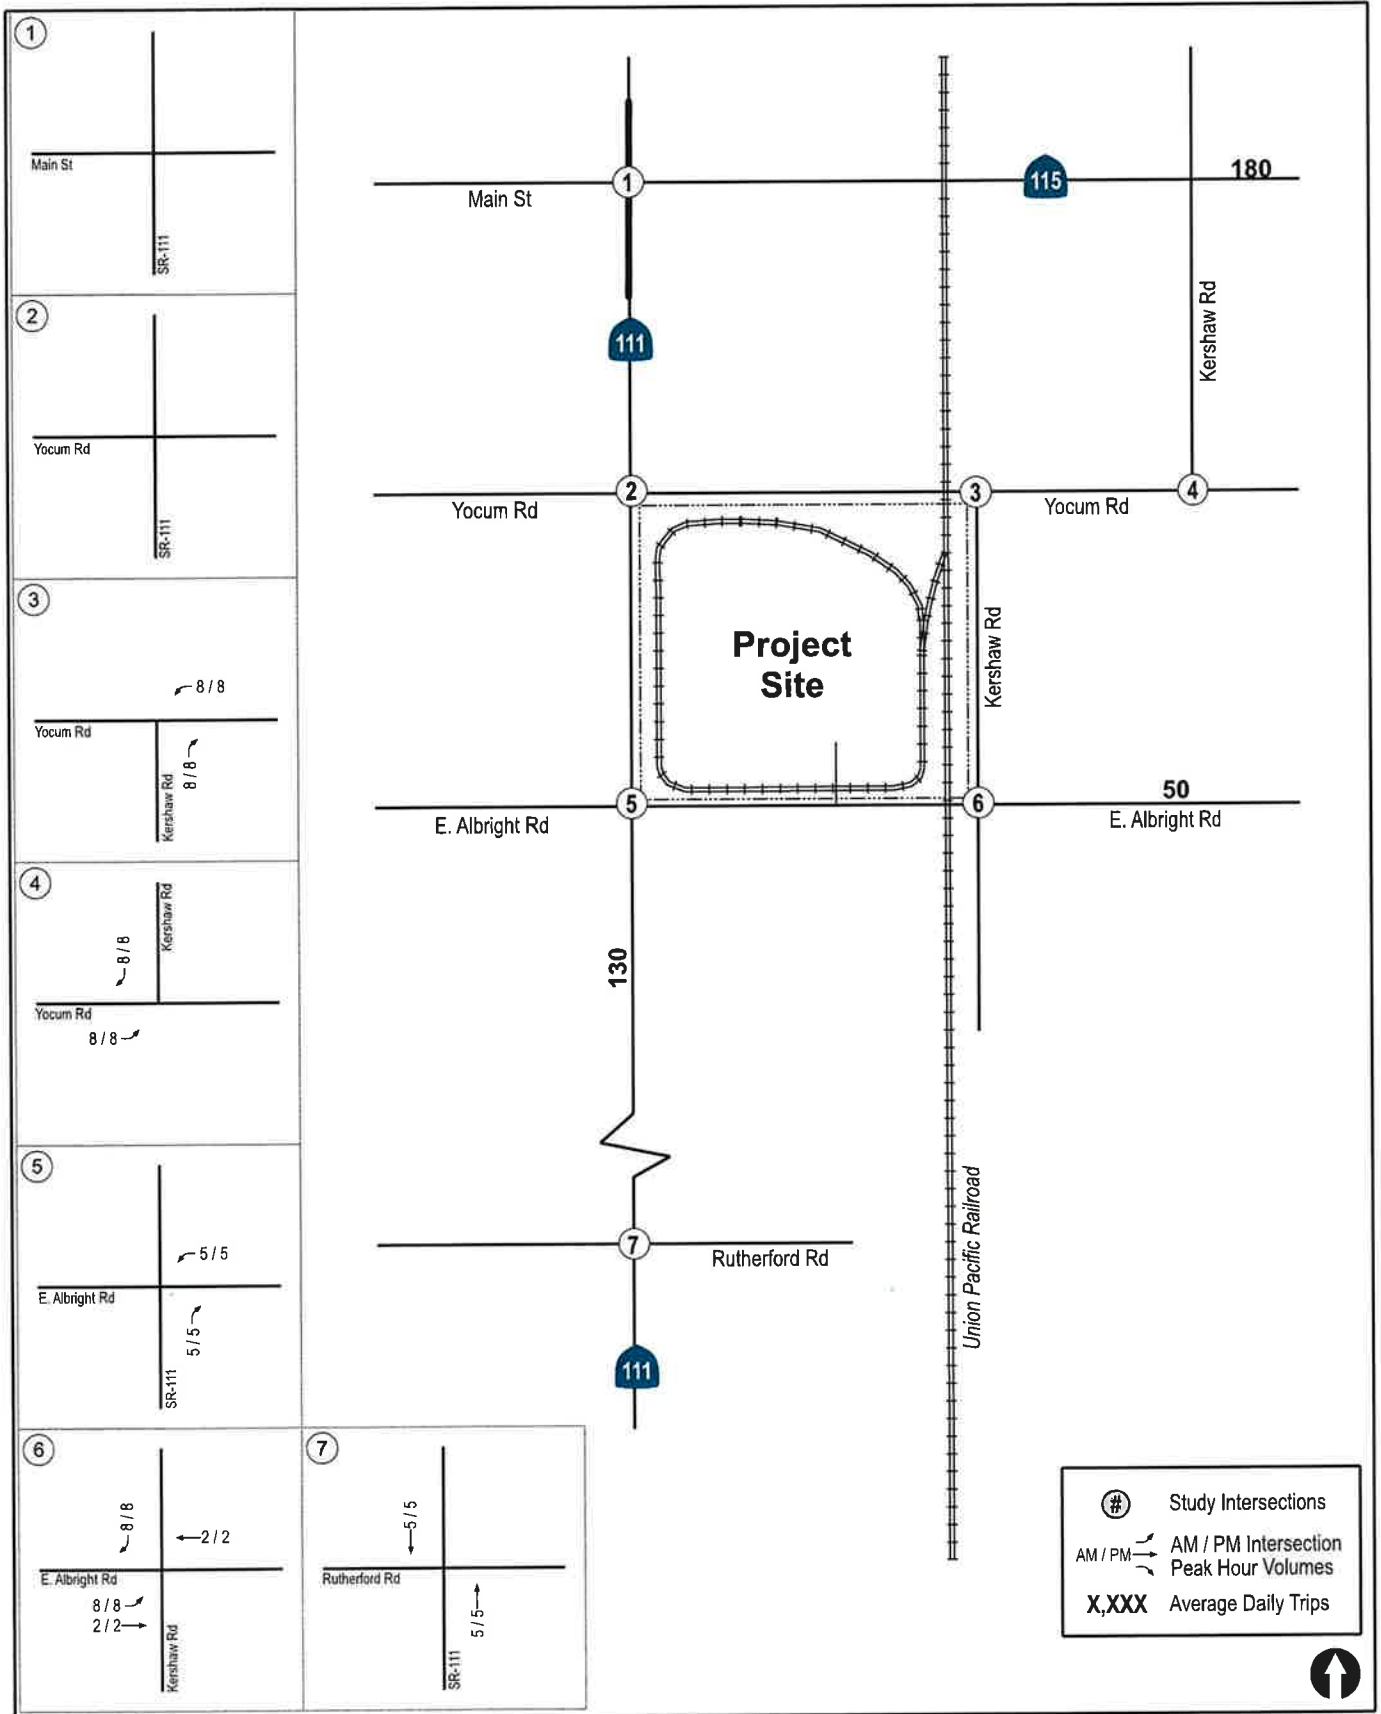 1
Main St
SR-111
2
Yocum Rd
SR-111
3
8 / 8
Yocum Rd
8 / 8
Kershaw Rd
4
Kershaw Rd
8 / 8
Yocum Rd
8 / 8
5
5 / 5
E. Albright Rd
5 / 5
SR-111
6
8 / 8
2 / 2
E. Albright Rd
8 / 8
2 / 2
Kershaw Rd
7
5 / 5
Rutherford Rd
5 / 5
SR-111
1
Main St
115
180
111
Kershaw Rd
2
Yocum Rd
3
Yocum Rd
4
Project
Site
Kershaw Rd
5
E. Albright Rd
6
50
E. Albright Rd
130
7
Rutherford Rd
Union Pacific Railroad
111
# Study Intersections
AM / PM AM / PM Intersection
Peak Hour Volumes
X,XXX Average Daily Trips